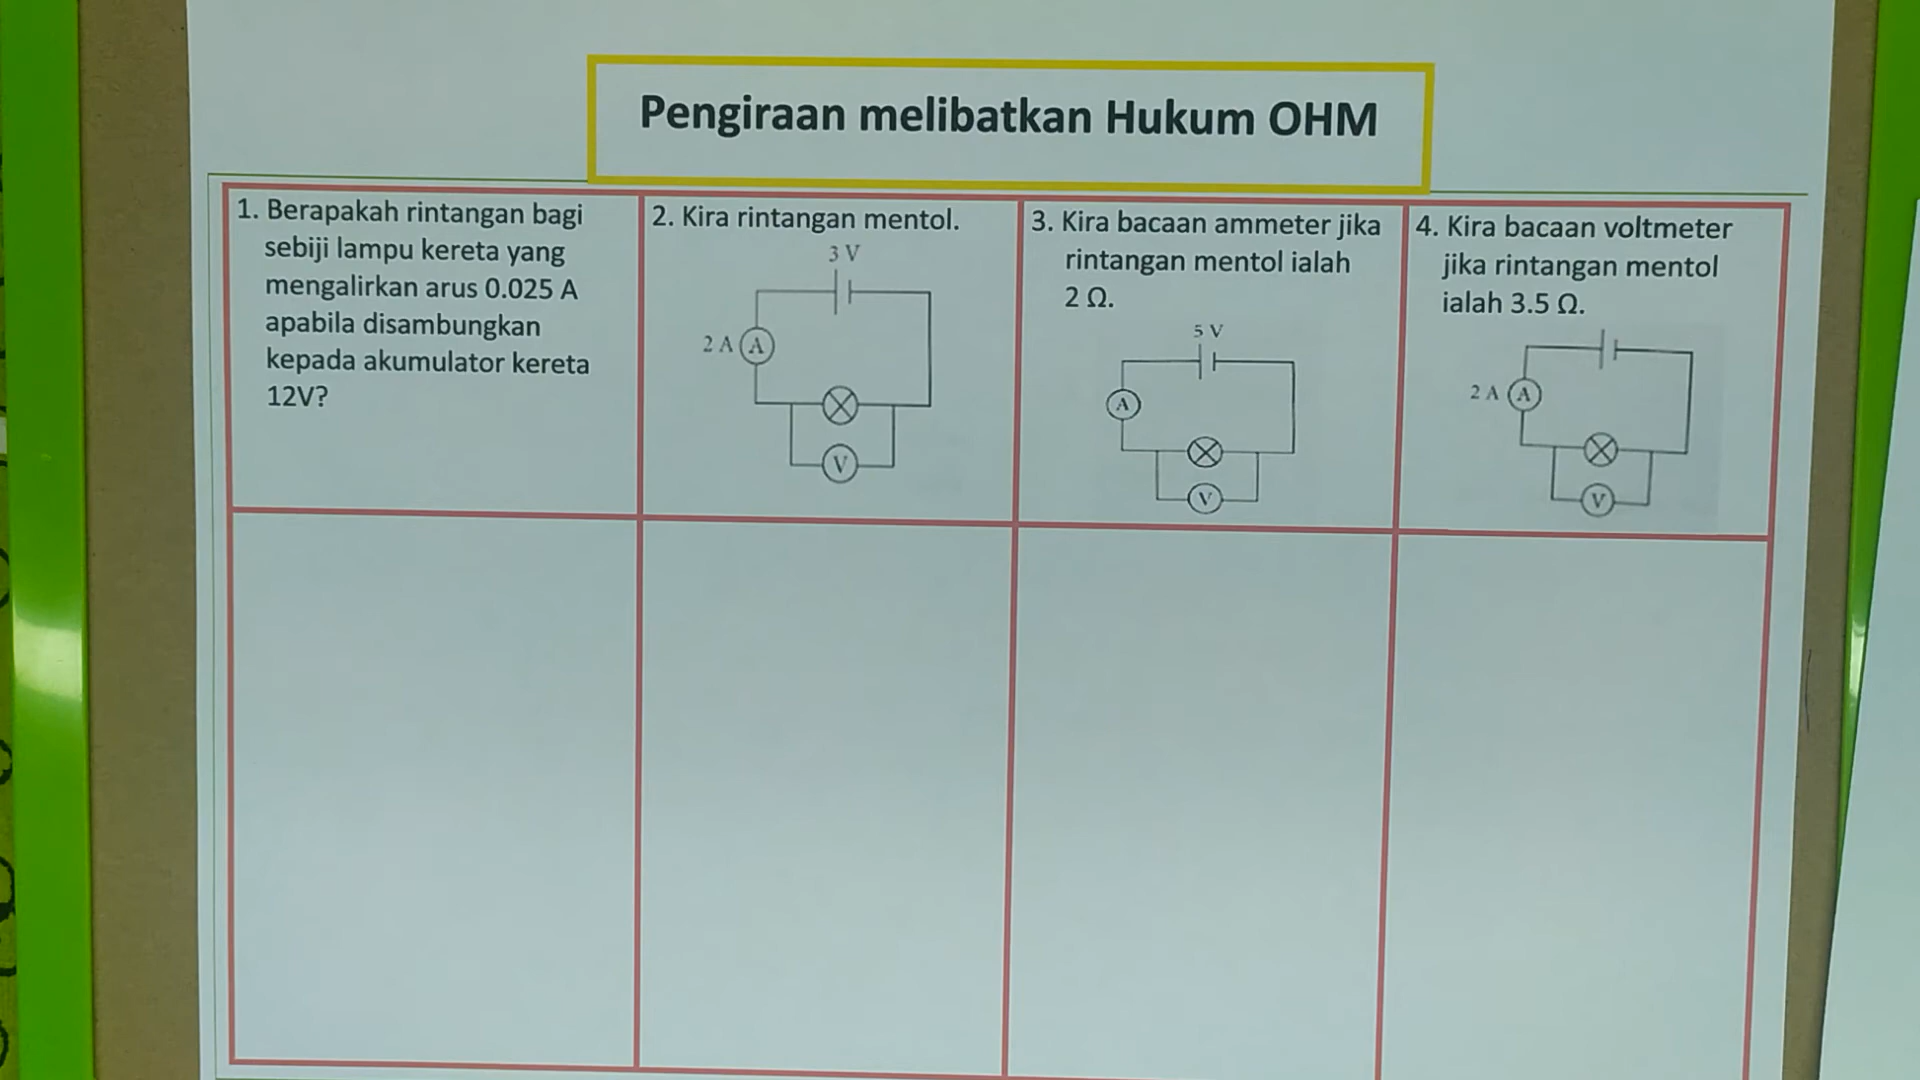 Pengiraan melibatkan Hukum OHM
1. Berapakah rintangan bagi
sebiji lampu kereta yang
mengalirkan arus 0.025 A
apabila disambungkan
kepada akumulator kereta
12V?
2. Kira rintangan mentol.
3 V
2 A A
V
3. Kira bacaan ammeter jika
rintangan mentol ialah
2 Ω.
5 V
A
V
4. Kira bacaan voltmeter
jika rintangan mentol
ialah 3.5 Ω.
2 A A
V